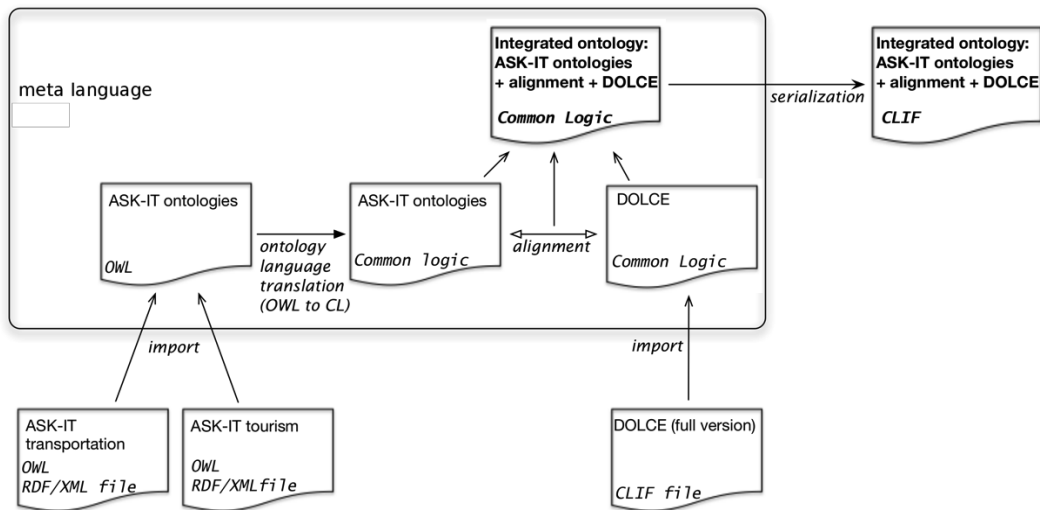 Integrated ontology:
ASK-IT ontologies
+ alignment + DOLCE
Common Logic
serialization
Integrated ontology:
ASK-IT ontologies
+ alignment + DOLCE
CLIF
meta language
ASK-IT ontologies
OWL
ontology
language
translation
(OWL to CL)
ASK-IT ontologies
Common logic
alignment
DOLCE
Common Logic
import
import
ASK-IT
transportation
OWL
RDF/XML file
ASK-IT tourism
OWL
RDF/XMLfile
DOLCE (full version)
CLIF file